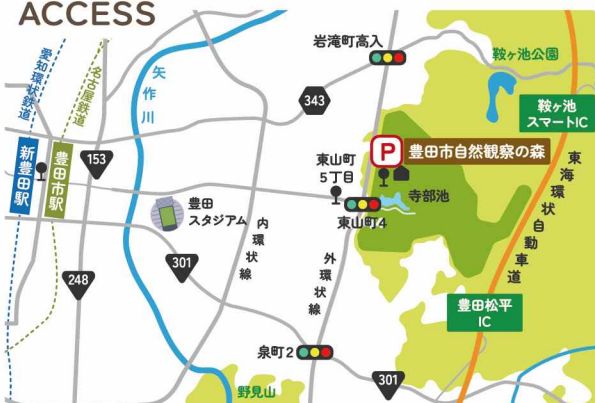 ACCESS
岩滝町高入
鞍ヶ池公園
愛知環状鉄道
名古屋鉄道
矢作川
343
鞍ヶ池
スマートIC
P
豊田市自然観察の森
新豊田駅
豊田市駅
153
東山町
5丁目
寺部池
東海環状自動車道
豊田
スタジアム
東山町4
内環状線
外環状線
301
248
豊田松平
IC
泉町2
野見山
301